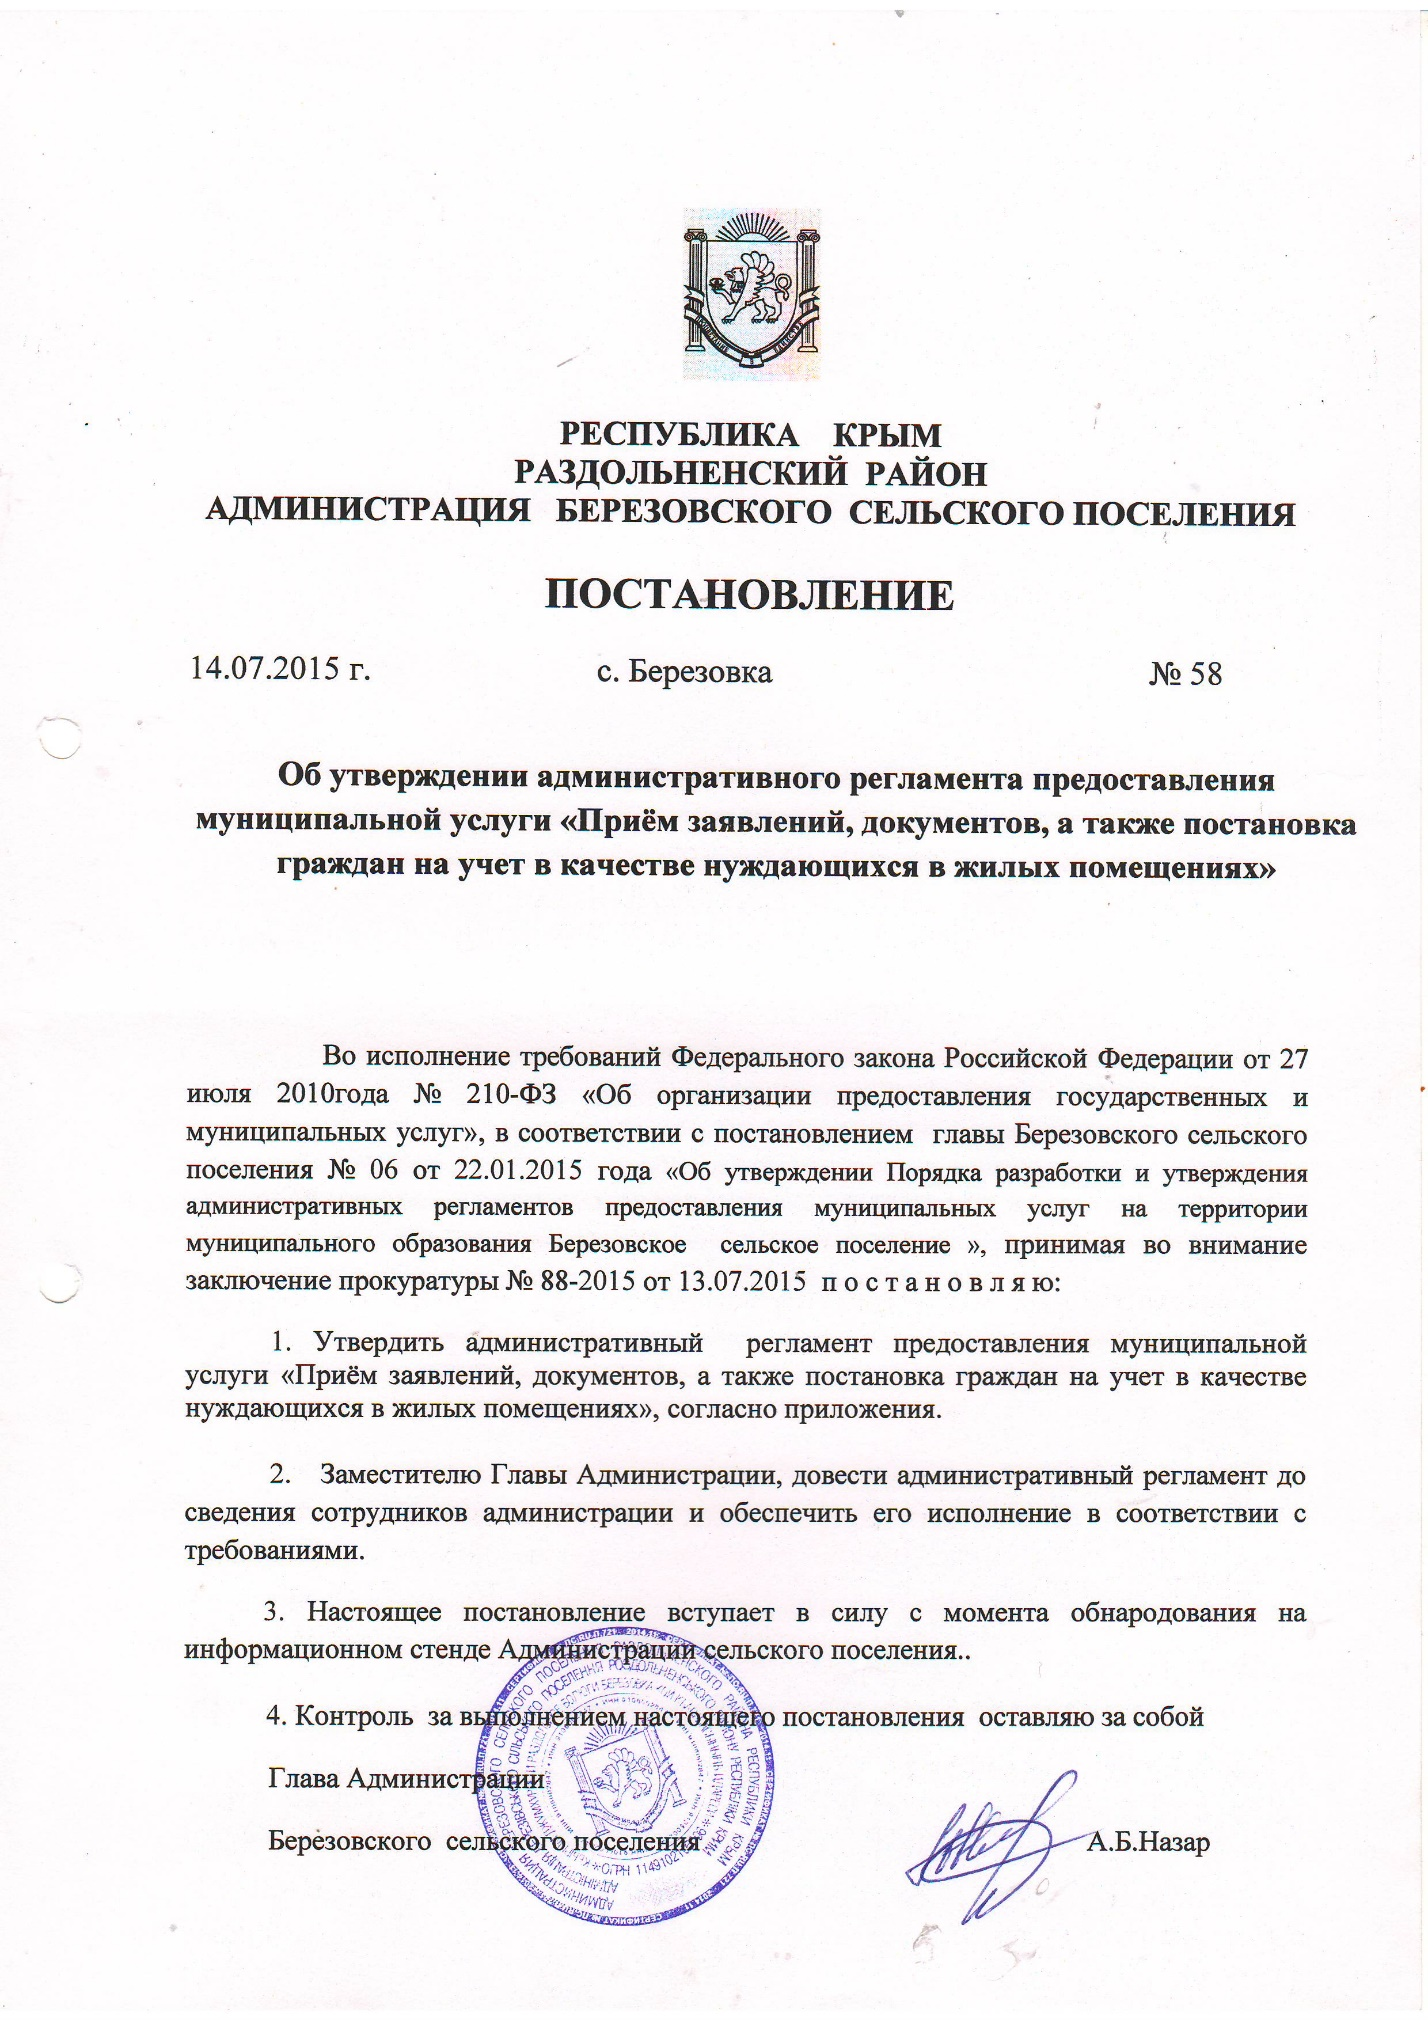 РЕСПУБЛИКА КРЫМ
РАЗДОЛЬНЕНСКИЙ РАЙОН
АДМИНИСТРАЦИЯ БЕРЕЗОВСКОГО СЕЛЬСКОГО ПОСЕЛЕНИЯ
ПОСТАНОВЛЕНИЕ
14.07.2015 г. с. Березовка № 58
Об утверждении административного регламента предоставления
муниципальной услуги «Приём заявлений, документов, а также постановка
граждан на учет в качестве нуждающихся в жилых помещениях»
Во исполнение требований Федерального закона Российской Федерации от 27
июля 2010года № 210-ФЗ «Об организации предоставления государственных и
муниципальных услуг», в соответствии с постановлением главы Березовского сельского
поселения № 06 от 22.01.2015 года «Об утверждении Порядка разработки и утверждения
административных регламентов предоставления муниципальных услуг на территории
муниципального образования Березовское сельское поселение », принимая во внимание
заключение прокуратуры № 88-2015 от 13.07.2015 п о с т а н о в л я ю:
1. Утвердить административный регламент предоставления муниципальной
услуги «Приём заявлений, документов, а также постановка граждан на учет в качестве
нуждающихся в жилых помещениях», согласно приложения.
2. Заместителю Главы Администрации, довести административный регламент до
сведения сотрудников администрации и обеспечить его исполнение в соответствии с
требованиями.
3. Настоящее постановление вступает в силу с момента обнародования на
информационном стенде Администрации сельского поселения..
4. Контроль за выполнением настоящего постановления оставляю за собой
Глава Администрации
Березовского сельского поселения А.Б.Назар
АДМИНИСТРАЦИЯ БЕРЕЗОВСКОГО СЕЛЬСКОГО ПОСЕЛЕНИЯ РАЗДОЛЬНЕНСКОГО РАЙОНА РЕСПУБЛИКИ КРЫМ